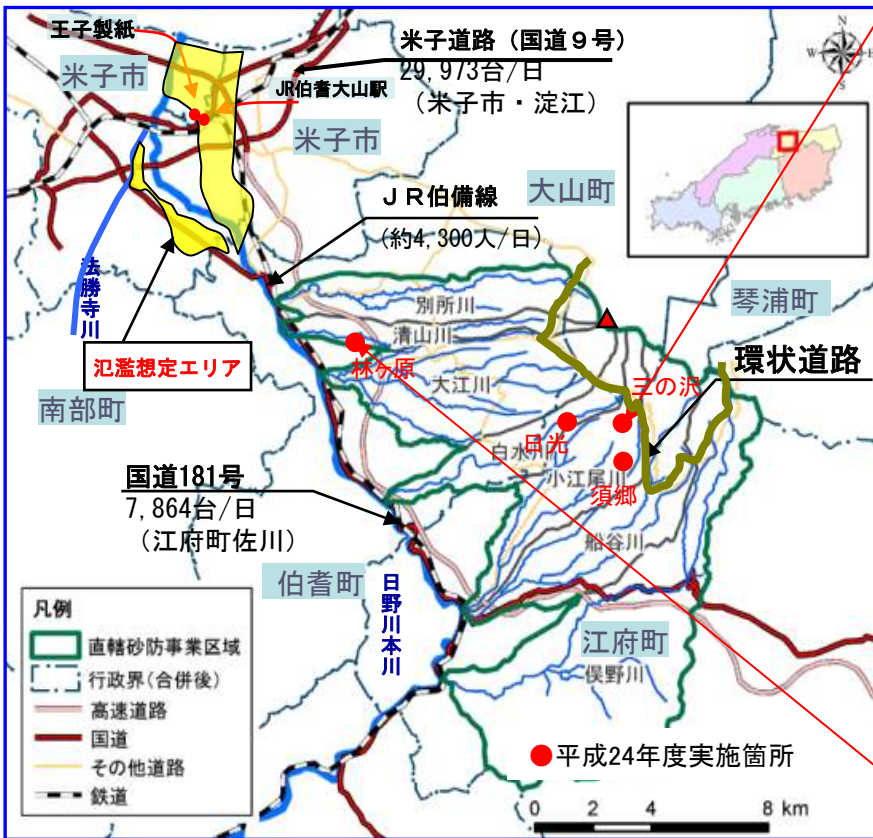 王子製紙
米子市
米子道路（国道９号）
29,973台/日
（米子市・淀江）
JR伯耆大山駅
米子市
N
W
E
S
大山町
ＪＲ伯備線
(約4,300人/日)
法勝寺川
氾濫想定エリア
南部町
別所川
清山川
林ヶ原
大江川
琴浦町
環状道路
三の沢
日光
白水川
小江尾川
須郷
国道181号
7,864台/日
（江府町佐川）
船谷川
伯耆町
日野川本川
江府町
俣野川
凡例
直轄砂防事業区域
行政界(合併後)
高速道路
国道
その他道路
鉄道
●平成24年度実施箇所
0 2 4 8 km